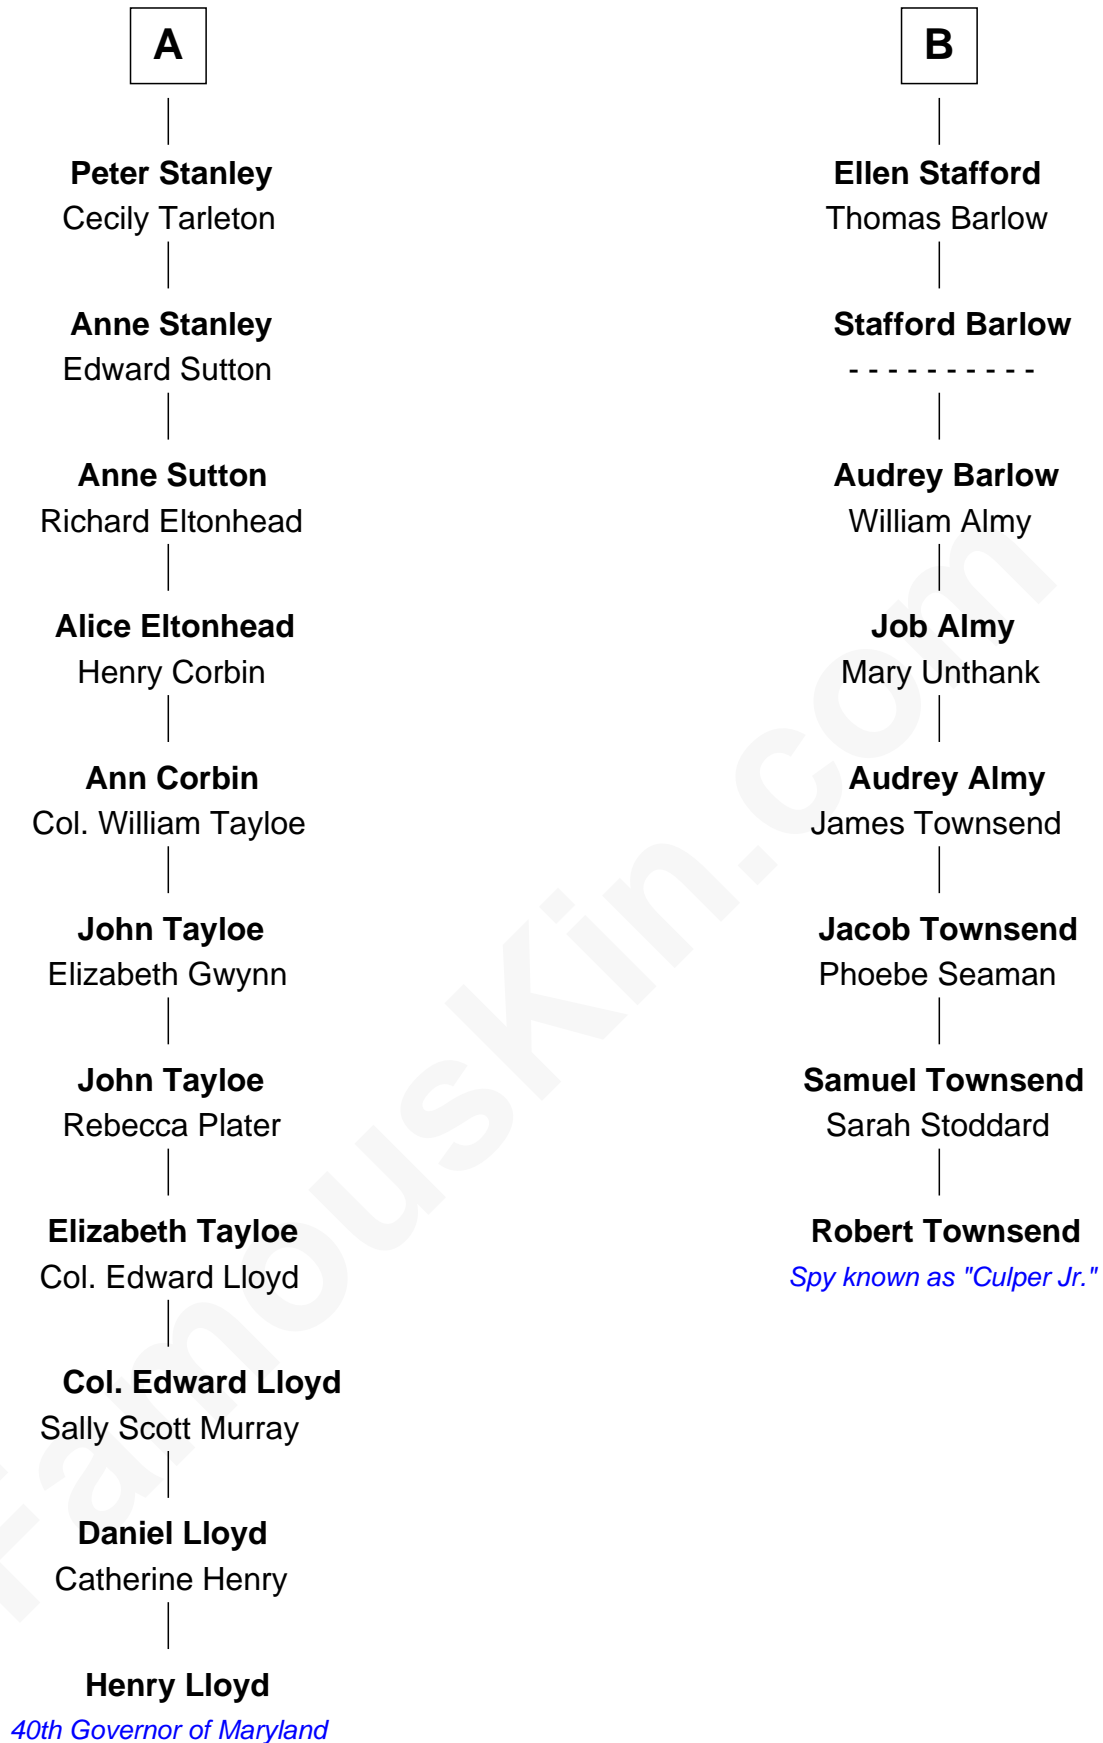 A
Peter Stanley
Cecily Tarleton
Anne Stanley
Edward Sutton
Anne Sutton
Richard Eltonhead
Alice Eltonhead
Henry Corbin
Ann Corbin
Col. William Tayloe
John Tayloe
Elizabeth Gwynn
John Tayloe
Rebecca Plater
Elizabeth Tayloe
Col. Edward Lloyd
Col. Edward Lloyd
Sally Scott Murray
Daniel Lloyd
Catherine Henry
Henry Lloyd
40th Governor of Maryland
B
Ellen Stafford
Thomas Barlow
Stafford Barlow
- - - - - - - - - -
Audrey Barlow
William Almy
Job Almy
Mary Unthank
Audrey Almy
James Townsend
Jacob Townsend
Phoebe Seaman
Samuel Townsend
Sarah Stoddard
Robert Townsend
Spy known as "Culper Jr."
FamousKin.com